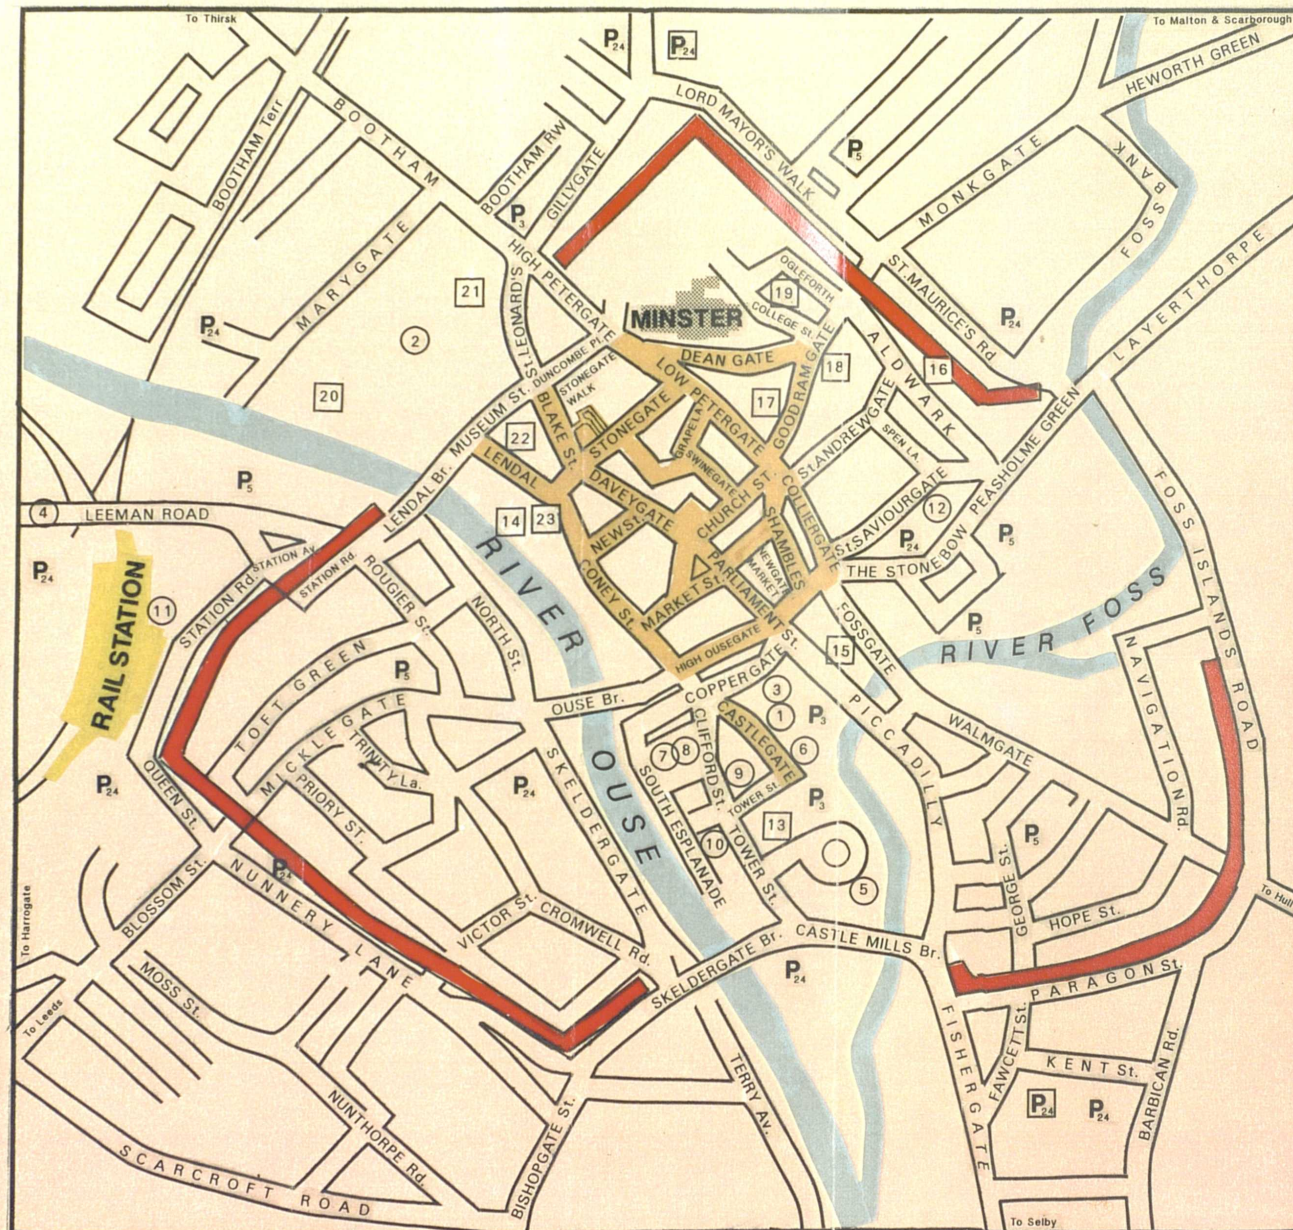 To Thirsk
To Malton & Scarborough
P24
P24
HEWORTH GREEN
BOOTHAM
BOOTHAM Terr
LORD MAYOR'S WALK
BOOTHAM RW
GILLYGATE
P5
MONKGATE
FOSS BANK
P3
HIGH PETERGATE
MARYGATE
ST. MAURICE'S Rd
LAYERTHORPE
OGLEFORTH
19
COLLEGE St.
21
St. LEONARD'S
MINSTER
P24
P24
2
DUNCOMBE Pl.
STONEGATE WALK
DEAN GATE
GOODRAMGATE
ALDWARK
18
16
20
MUSEUM St.
BLAKE St.
STONEGATE
LOW PETERGATE
GRAPE LA.
17
St. ANDREWGATE
SPEN LA.
PEASHOLME GREEN
22
LENDAL
SWINEGATE
LENDAL Br.
DAVEYGATE
CHURCH ST.
COLLIERGATE
St. SAVIOURGATE
12
FOSS ISLANDS ROAD
P5
4
LEEMAN ROAD
14
23
NEW St.
SHAMBLES
P24
P5
STATION Av.
STATION Rd.
RIVER
CONEY St.
MARKET St.
PARLIAMENT St.
NEWGATE MARKET
THE STONEBOW
P24
RAIL STATION
11
STATION Rd.
ROUGIER St.
NORTH St.
FOSSGATE
P5
RIVER FOSS
HIGH OUSEGATE
15
TOFT GREEN
P5
COPPERGATE
3
PICCADILLY
NAVIGATION Rd.
OUSE Br.
MICKLEGATE
TRINITY La.
CASTLEGATE
1
P3
WALMGATE
CLIFFORD St.
7
8
6
9
QUEEN St.
PRIORY ST.
SKELDERGATE
P24
OUSE
SOUTH ESPLANADE
TOWER St.
P3
P24
13
10
TOWER St.
P5
GEORGE St.
P24
BLOSSOM St.
NUNNERY LANE
5
To Harrogate
VICTOR St.
CROMWELL Rd.
HOPE St.
To Hull
SKELDERGATE Br.
CASTLE MILLS Br.
MOSS St.
P24
PARAGON St.
To Leeds
FISHERGATE
FAWCETT St.
KENT St.
BARBICAN Rd.
TERRY Av.
NUNTHORPE Rd.
BISHOPGATE St.
P24
P24
SCARCROFT ROAD
To Selby